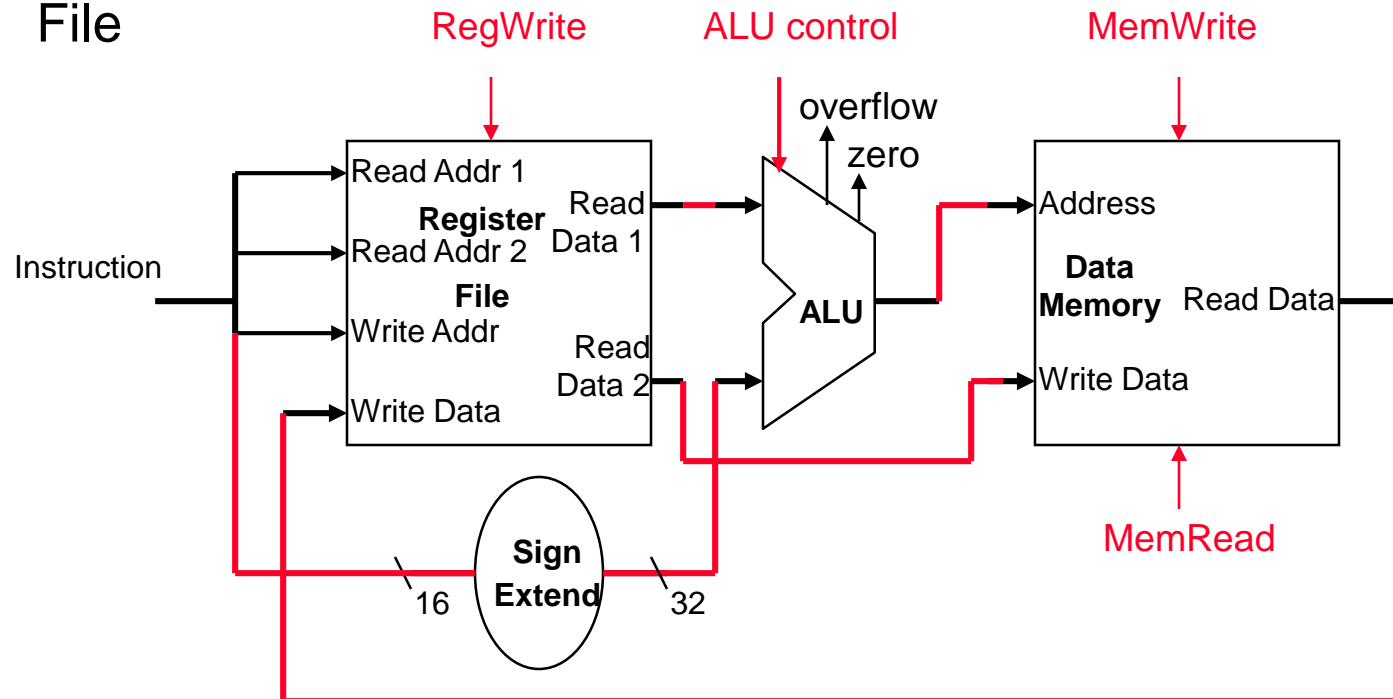 File
RegWrite
ALU control
MemWrite
overflow
zero
Instruction
Read Addr 1
Register
Read Addr 2
File
Write Addr
Write Data
Read
Data 1
Read
Data 2
ALU
Address
Data
Memory
Read Data
Write Data
MemRead
Sign
Extend
16
32